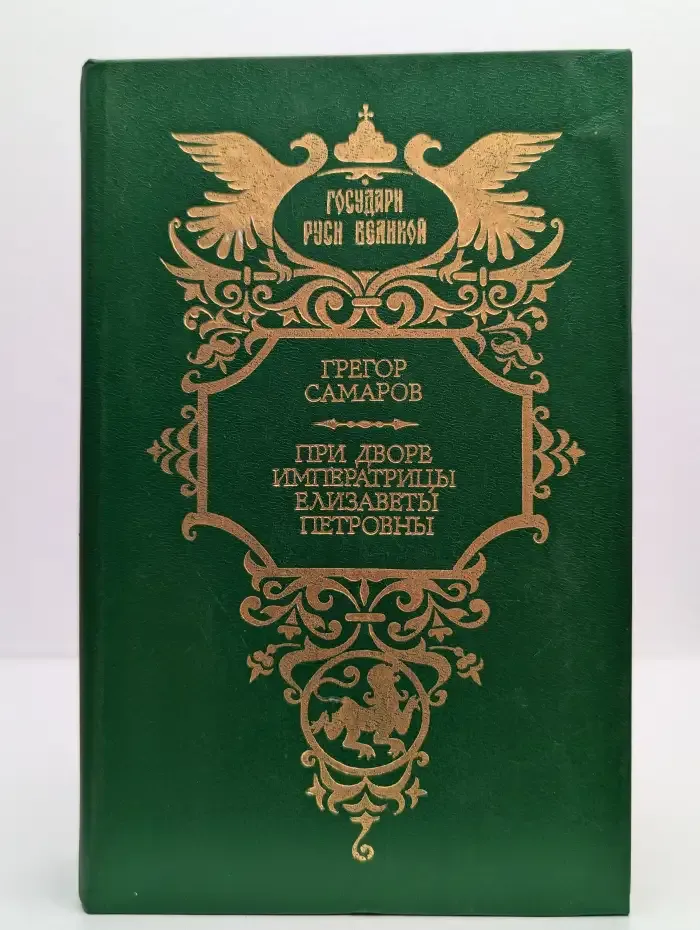 ГОСУДАРИ
РУСИ ВЕЛИКОЙ
ГРЕГОР
САМАРОВ
ПРИ ДВОРЕ
ИМПЕРАТРИЦЫ
ЕЛИЗАВЕТЫ
ПЕТРОВНЫ